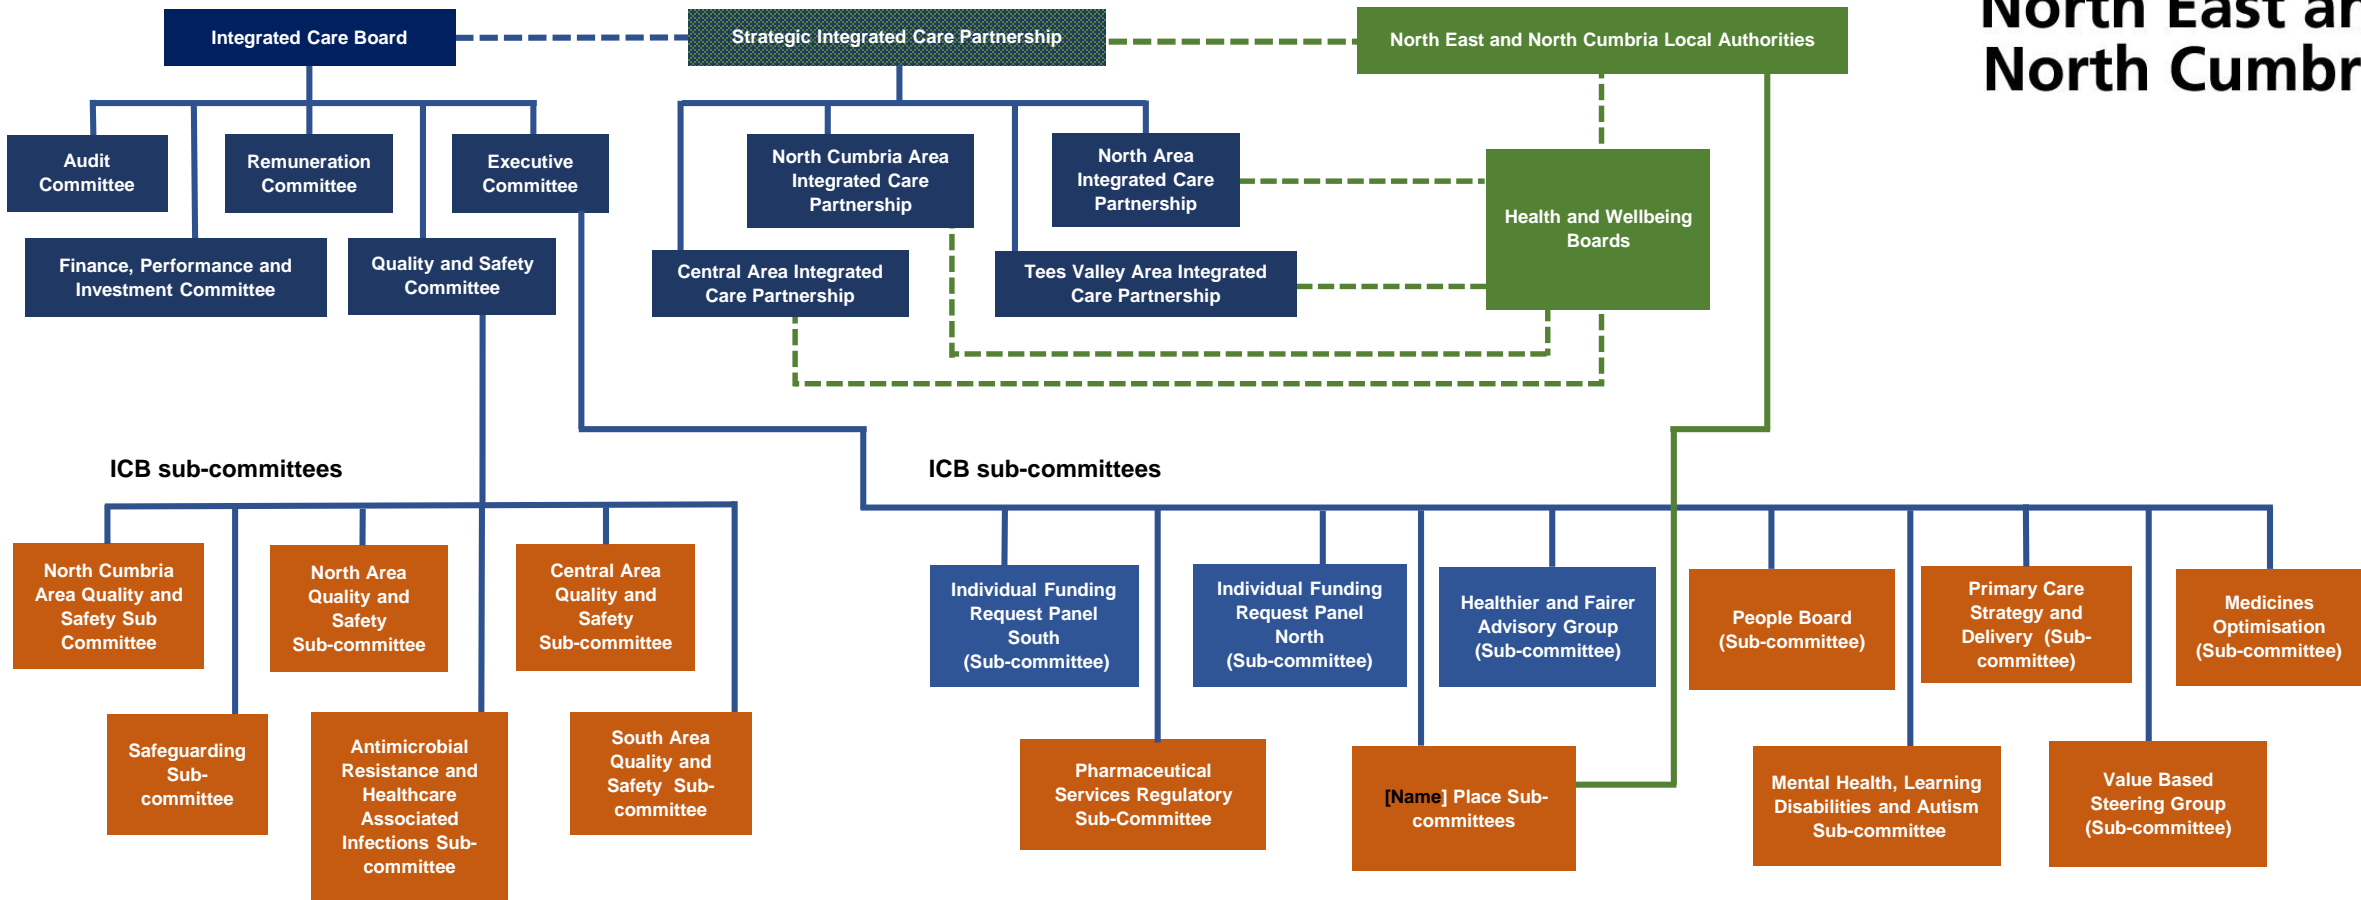 North East an
North Cumbr
Integrated Care Board
Strategic Integrated Care Partnership
North East and North Cumbria Local Authorities
Audit
Committee
Remuneration
Committee
Executive
Committee
North Cumbria Area
Integrated Care
Partnership
North Area
Integrated Care
Partnership
Health and Wellbeing
Boards
Finance, Performance and
Investment Committee
Quality and Safety
Committee
Central Area Integrated
Care Partnership
Tees Valley Area Integrated
Care Partnership
ICB sub-committees
ICB sub-committees
North Cumbria
Area Quality and
Safety Sub
Committee
North Area
Quality and
Safety
Sub-committee
Central Area
Quality and
Safety
Sub-committee
Safeguarding
Sub-
committee
Antimicrobial
Resistance and
Healthcare
Associated
Infections Sub-
committee
South Area
Quality and
Safety Sub-
committee
Individual Funding
Request Panel
South
(Sub-committee)
Individual Funding
Request Panel
North
(Sub-committee)
Healthier and Fairer
Advisory Group
(Sub-committee)
People Board
(Sub-committee)
Primary Care
Strategy and
Delivery (Sub-
committee)
Medicines
Optimisation
(Sub-committee)
Pharmaceutical
Services Regulatory
Sub-Committee
[Name] Place Sub-
committees
Mental Health, Learning
Disabilities and Autism
Sub-committee
Value Based
Steering Group
(Sub-committee)